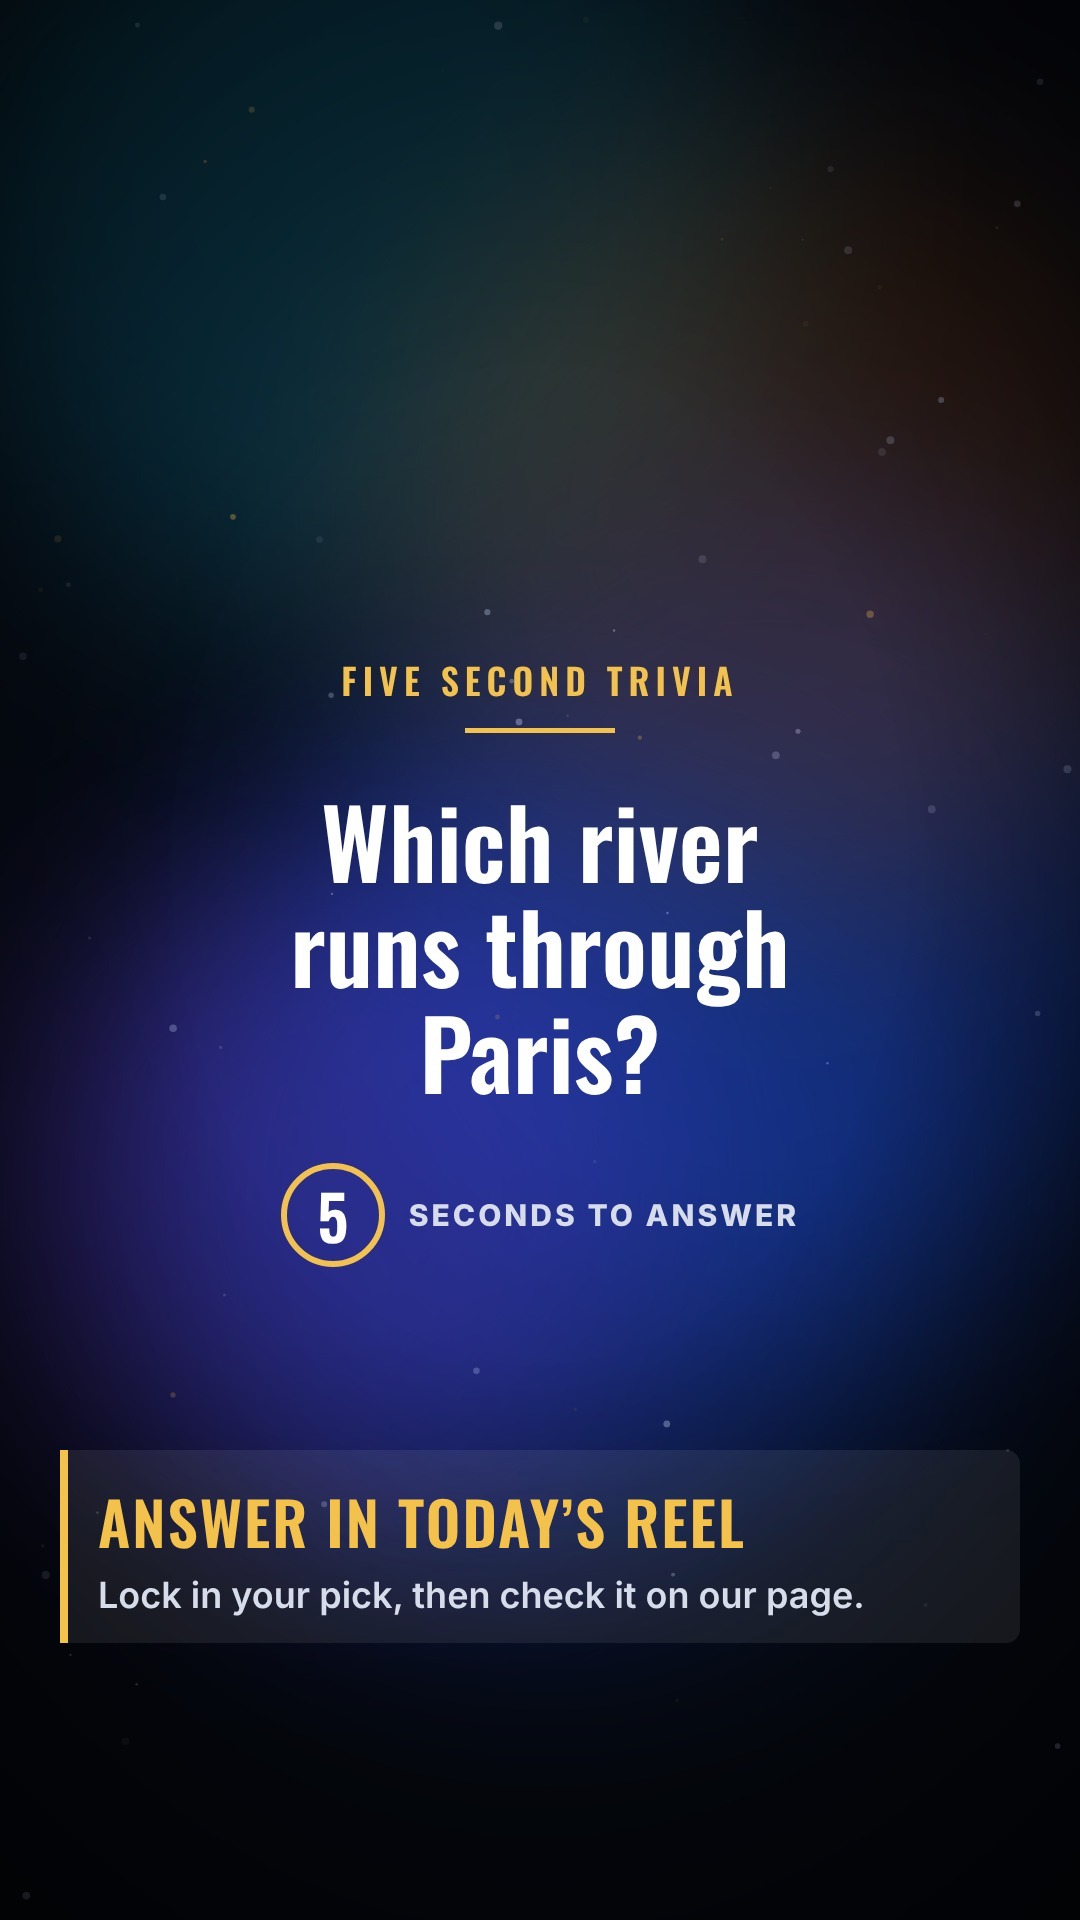 FIVE SECOND TRIVIA
Which river
runs through
Paris?
5
SECONDS TO ANSWER
ANSWER IN TODAY’S REEL
Lock in your pick, then check it on our page.